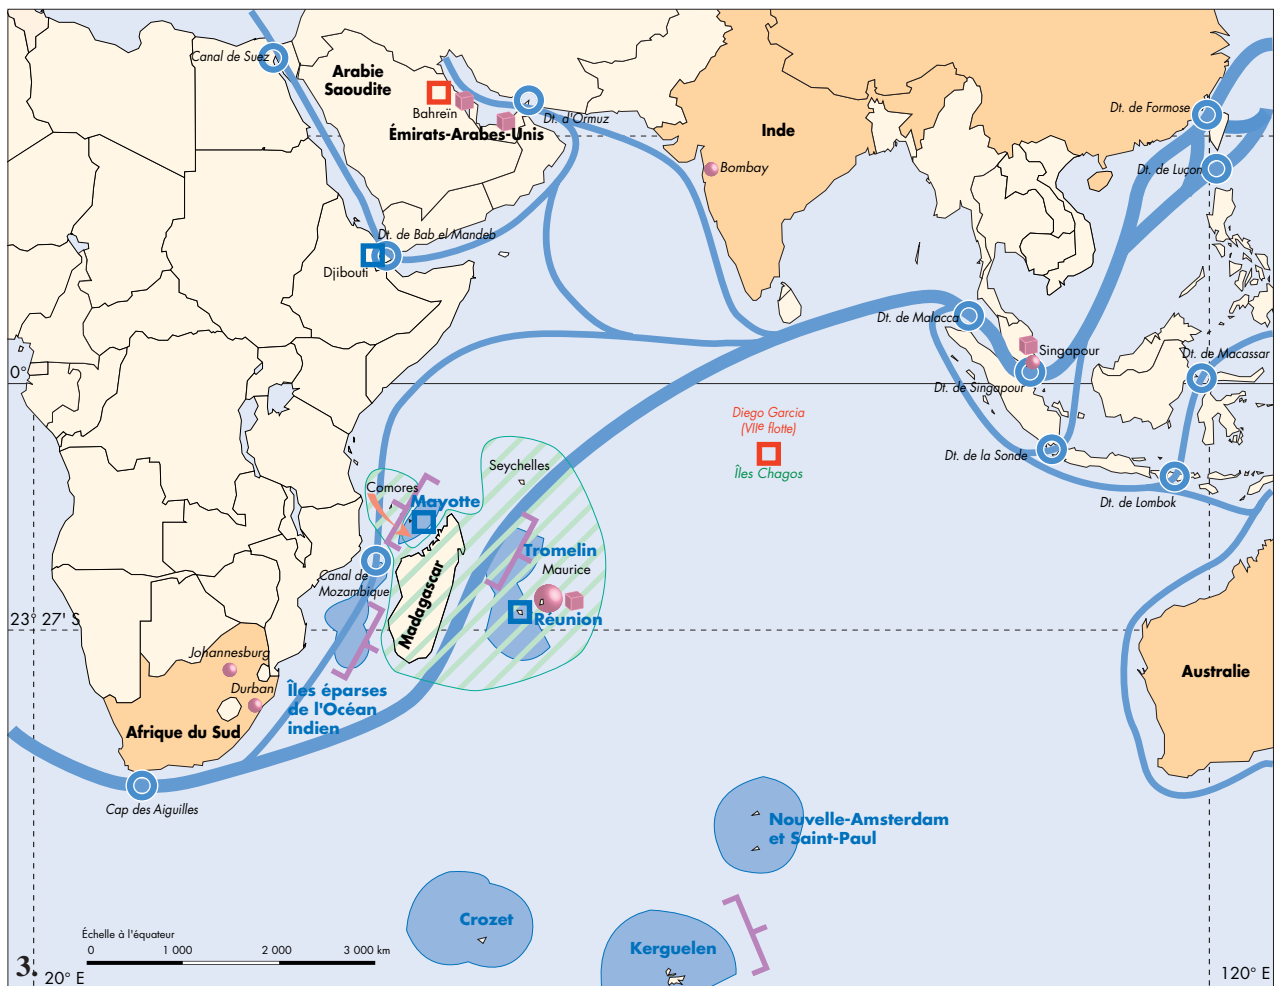 Canal de Suez
Arabie
Saoudite
Bahreïn
Émirats-Arabes-Unis
Dt. d'Ormuz
Inde
Bombay
Dt. de Formose
Dt. de Luçon
Dt. de Bab el Mandeb
Djibouti
Dt. de Malacca
Singapour
Dt. de Macassar
0°
Dt. de Singapour
Diego Garcia
(VIIe flotte)
Îles Chagos
Dt. de la Sonde
Dt. de Lombok
Seychelles
Comores
Mayotte
Tromelin
Maurice
Canal de
Mozambique
Madagascar
Réunion
23° 27' S
Johannesburg
Durban
Îles éparses
de l'Océan
indien
Afrique du Sud
Australie
Cap des Aiguilles
Nouvelle-Amsterdam
et Saint-Paul
Crozet
Kerguelen
Échelle à l'équateur
0 1 000 2 000 3 000 km
3.
20° E
120° E